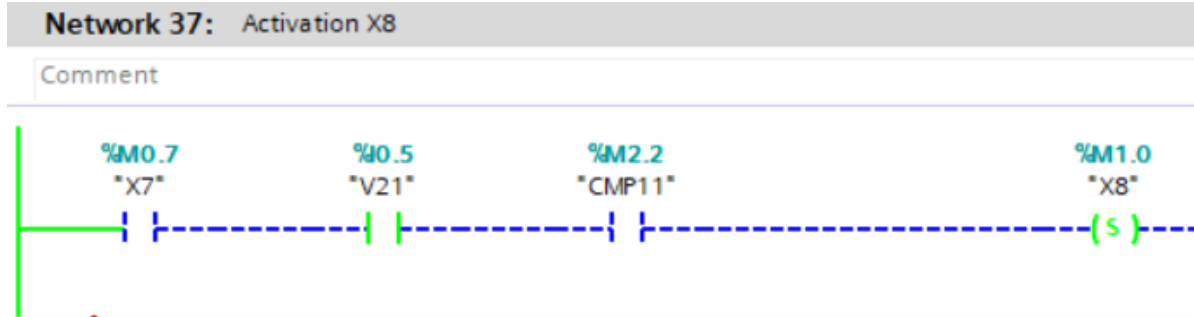 Network 37: Activation X8
Comment
%M0.7 %I0.5 %M2.2 %M1.0
"X7" "V21" "CMP11" "X8"
S